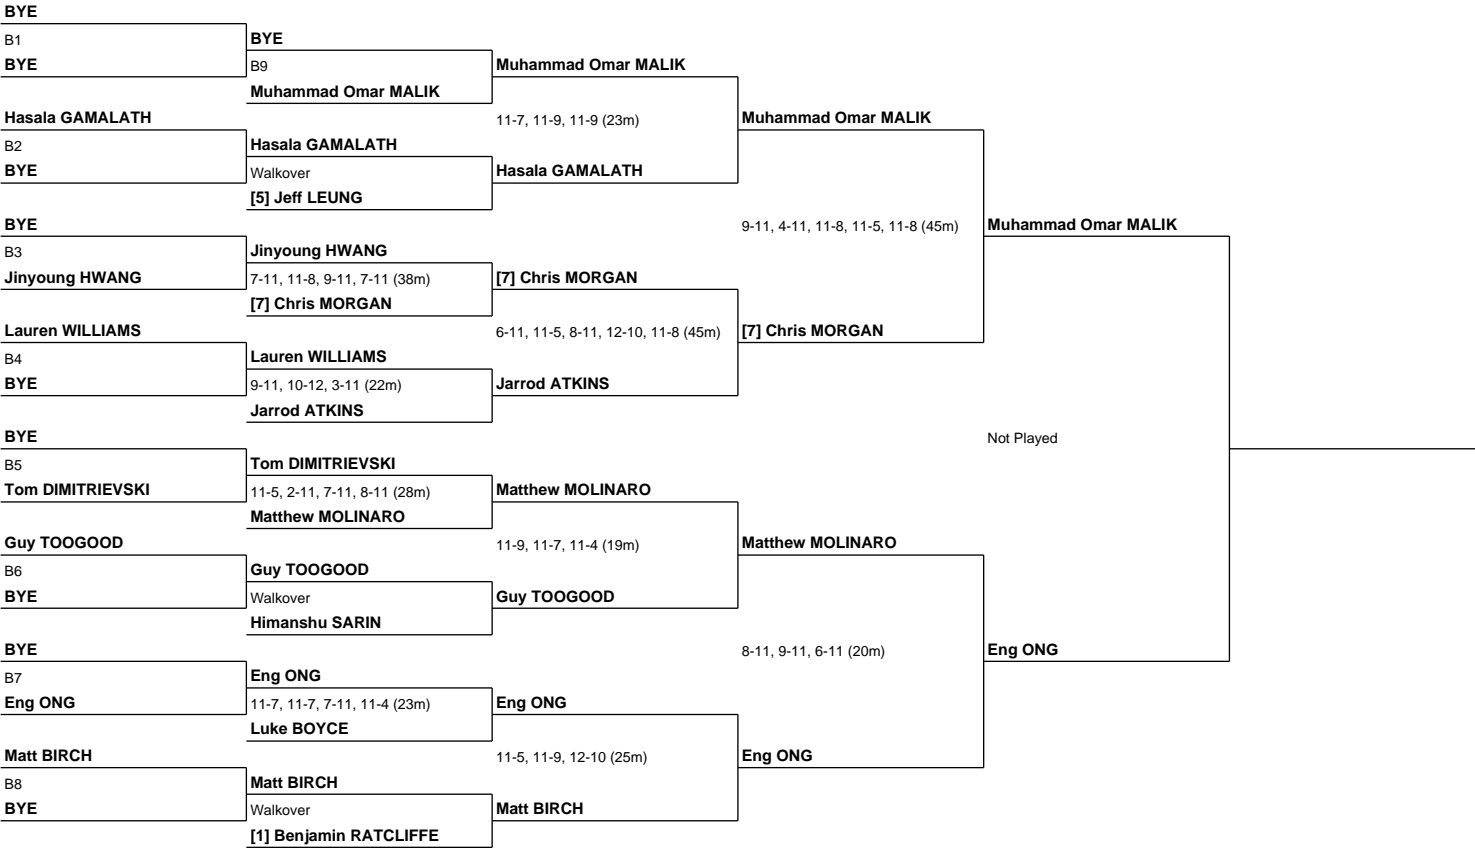 BYE
B1
BYE
BYE
B9
Muhammad Omar MALIK
Muhammad Omar MALIK
Hasala GAMALATH
11-7, 11-9, 11-9 (23m)
Muhammad Omar MALIK
B2
Hasala GAMALATH
BYE
Walkover
Hasala GAMALATH
[5] Jeff LEUNG
BYE
9-11, 4-11, 11-8, 11-5, 11-8 (45m)
Muhammad Omar MALIK
B3
Jinyoung HWANG
Jinyoung HWANG
7-11, 11-8, 9-11, 7-11 (38m)
[7] Chris MORGAN
[7] Chris MORGAN
Lauren WILLIAMS
6-11, 11-5, 8-11, 12-10, 11-8 (45m)
[7] Chris MORGAN
B4
Lauren WILLIAMS
BYE
9-11, 10-12, 3-11 (22m)
Jarrod ATKINS
Jarrod ATKINS
BYE
Not Played
B5
Tom DIMITRIEVSKI
Tom DIMITRIEVSKI
11-5, 2-11, 7-11, 8-11 (28m)
Matthew MOLINARO
Matthew MOLINARO
Guy TOOGOOD
11-9, 11-7, 11-4 (19m)
Matthew MOLINARO
B6
Guy TOOGOOD
BYE
Walkover
Guy TOOGOOD
Himanshu SARIN
BYE
8-11, 9-11, 6-11 (20m)
Eng ONG
B7
Eng ONG
Eng ONG
11-7, 11-7, 7-11, 11-4 (23m)
Eng ONG
Luke BOYCE
Matt BIRCH
11-5, 11-9, 12-10 (25m)
Eng ONG
B8
Matt BIRCH
BYE
Walkover
Matt BIRCH
[1] Benjamin RATCLIFFE